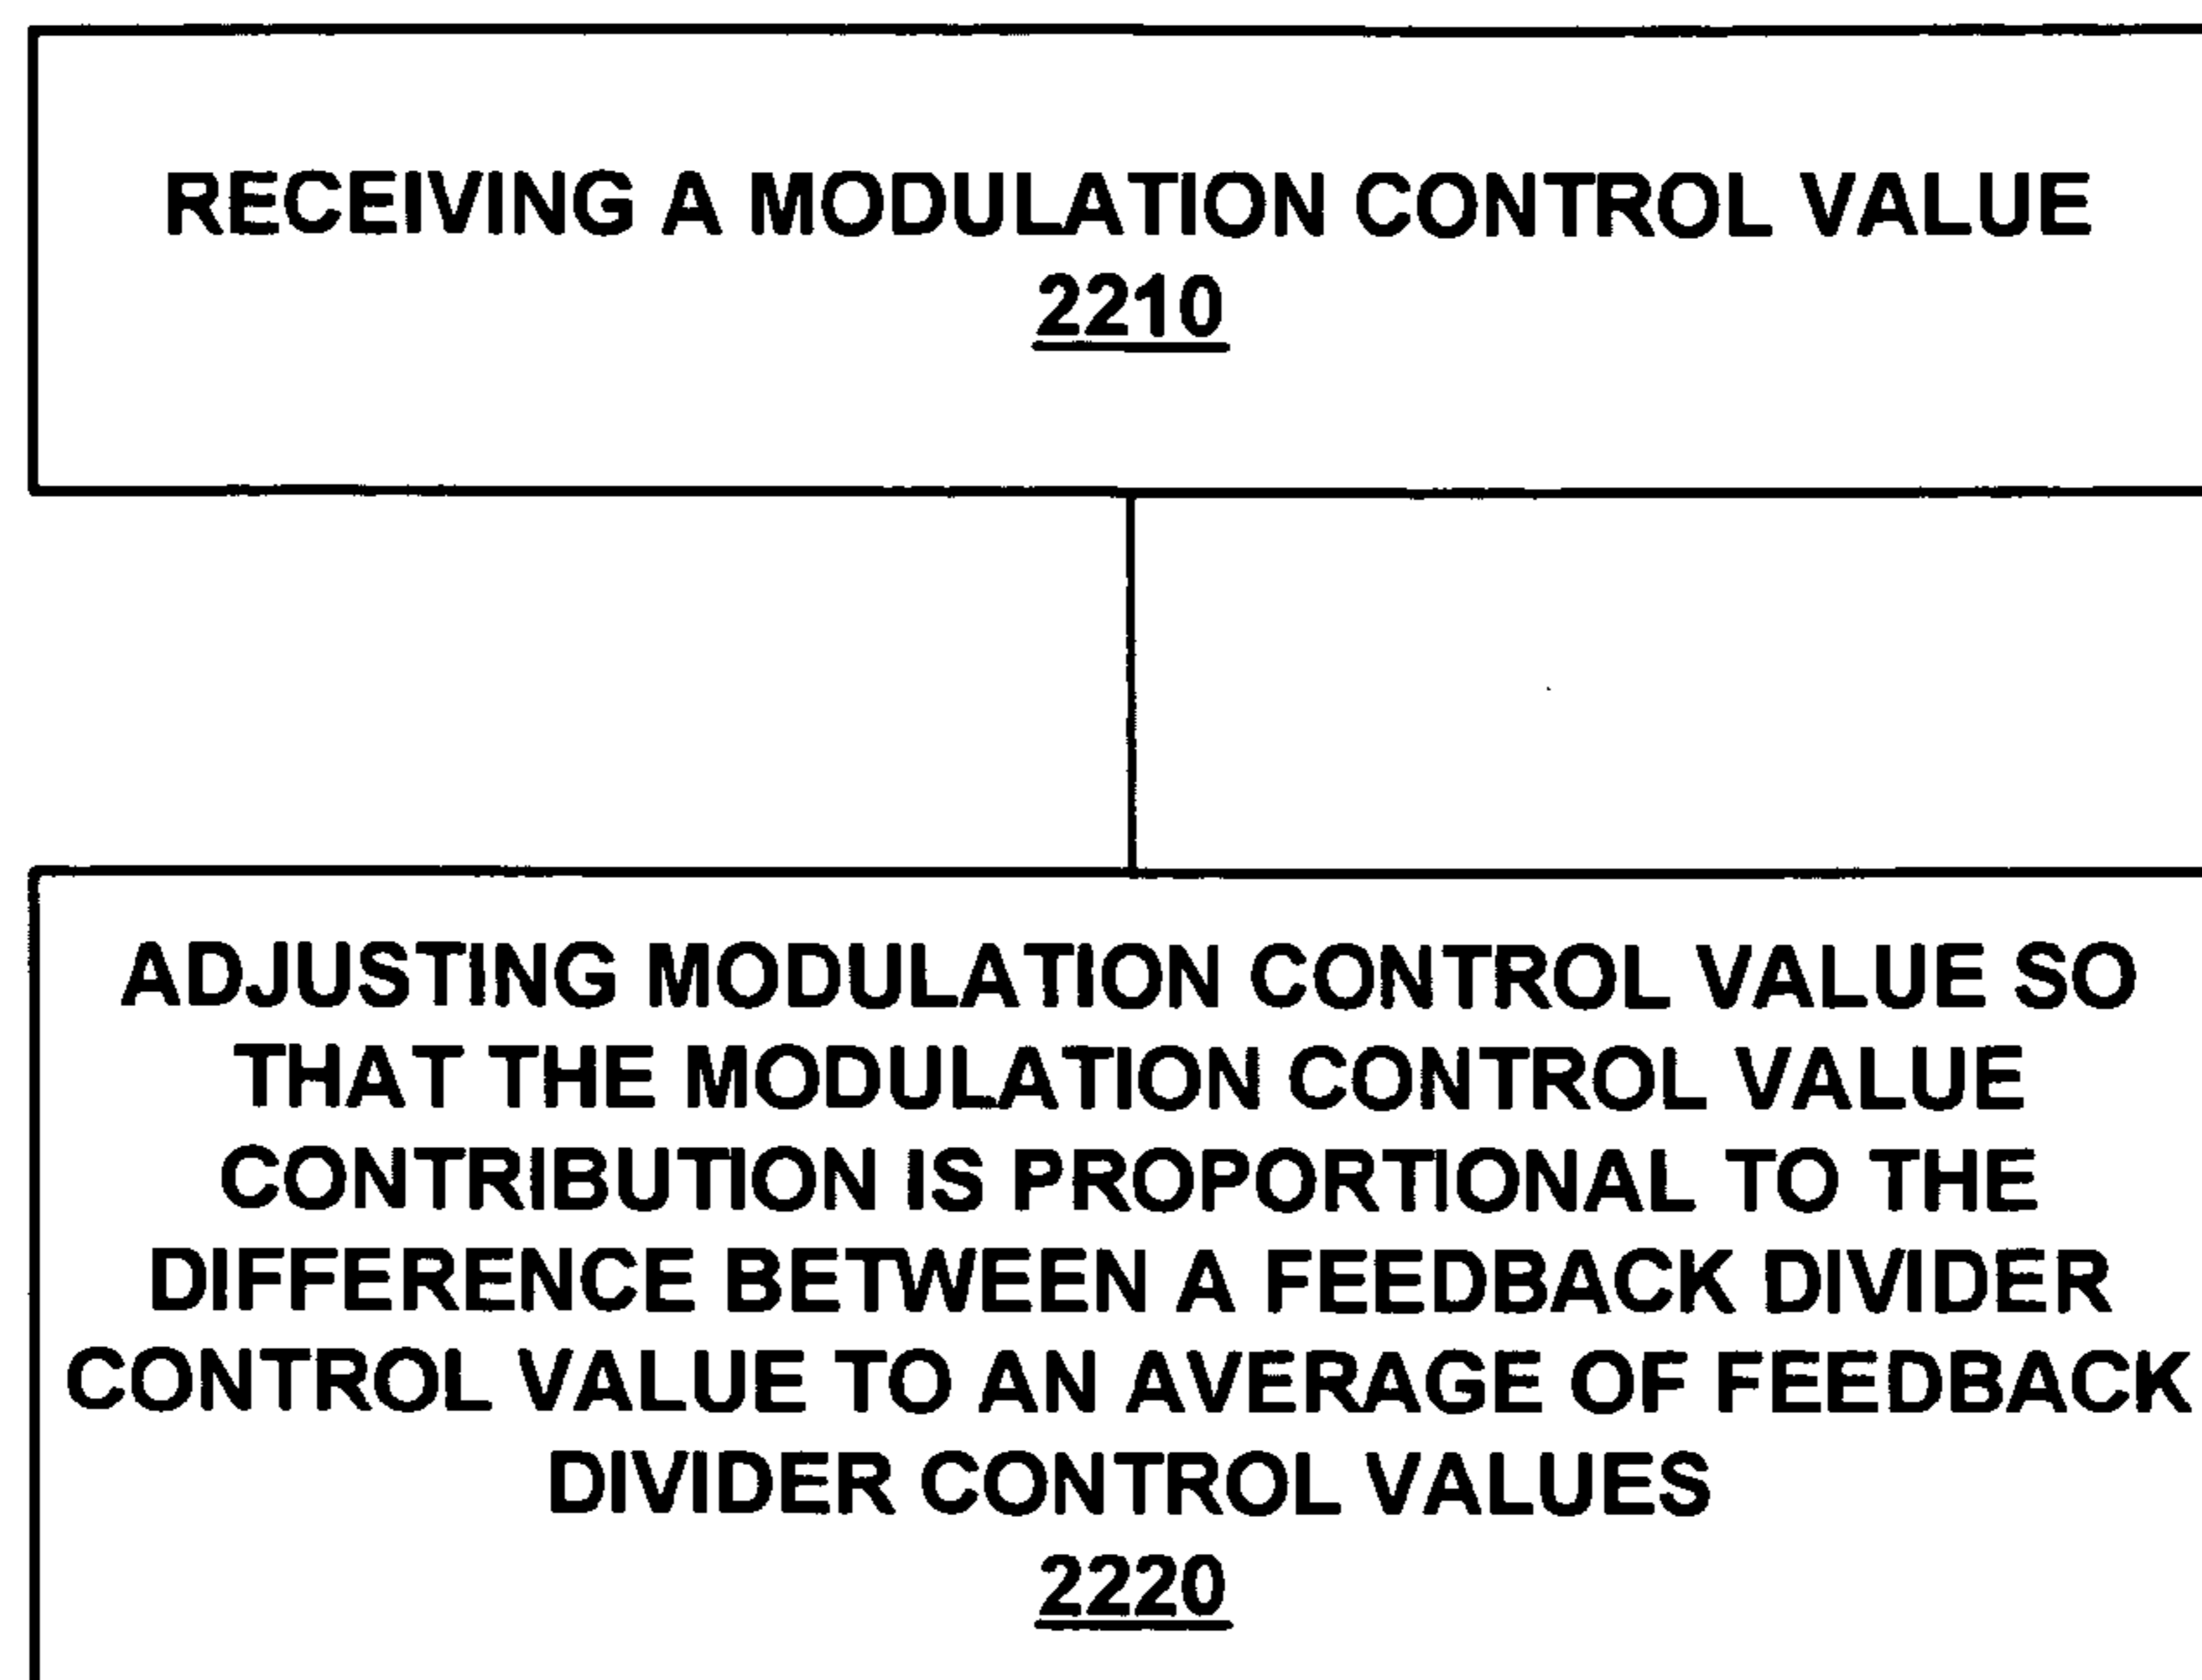 RECEIVING A MODULATION CONTROL VALUE
2210
ADJUSTING MODULATION CONTROL VALUE SO
THAT THE MODULATION CONTROL VALUE
CONTRIBUTION IS PROPORTIONAL TO THE
DIFFERENCE BETWEEN A FEEDBACK DIVIDER
CONTROL VALUE TO AN AVERAGE OF FEEDBACK
DIVIDER CONTROL VALUES
2220